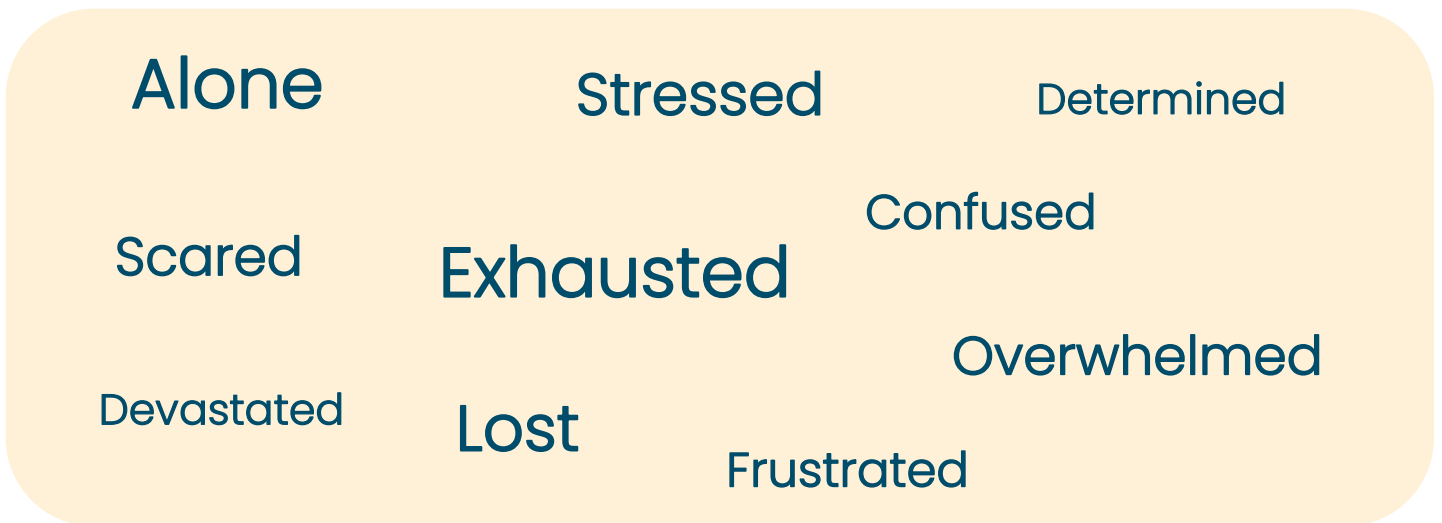 Alone
Stressed
Determined
Confused
Scared
Exhausted
Overwhelmed
Devastated
Lost
Frustrated